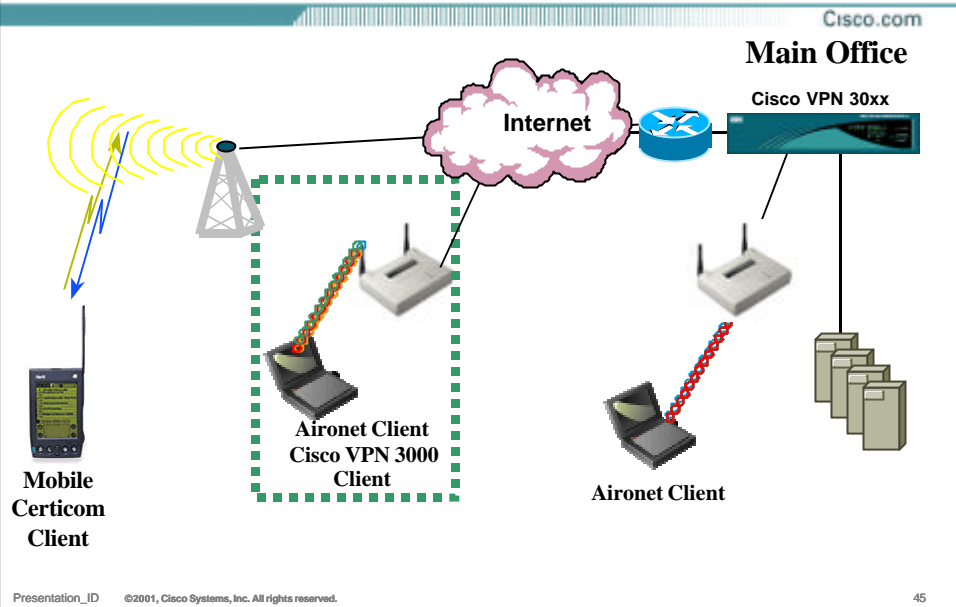 Cisco.com
Main Office
Cisco VPN 30xx
Internet
Aironet Client
Cisco VPN 3000
Client
Aironet Client
Mobile
Certicom
Client
Presentation_ID
©2001, Cisco Systems, Inc. All rights reserved.
45